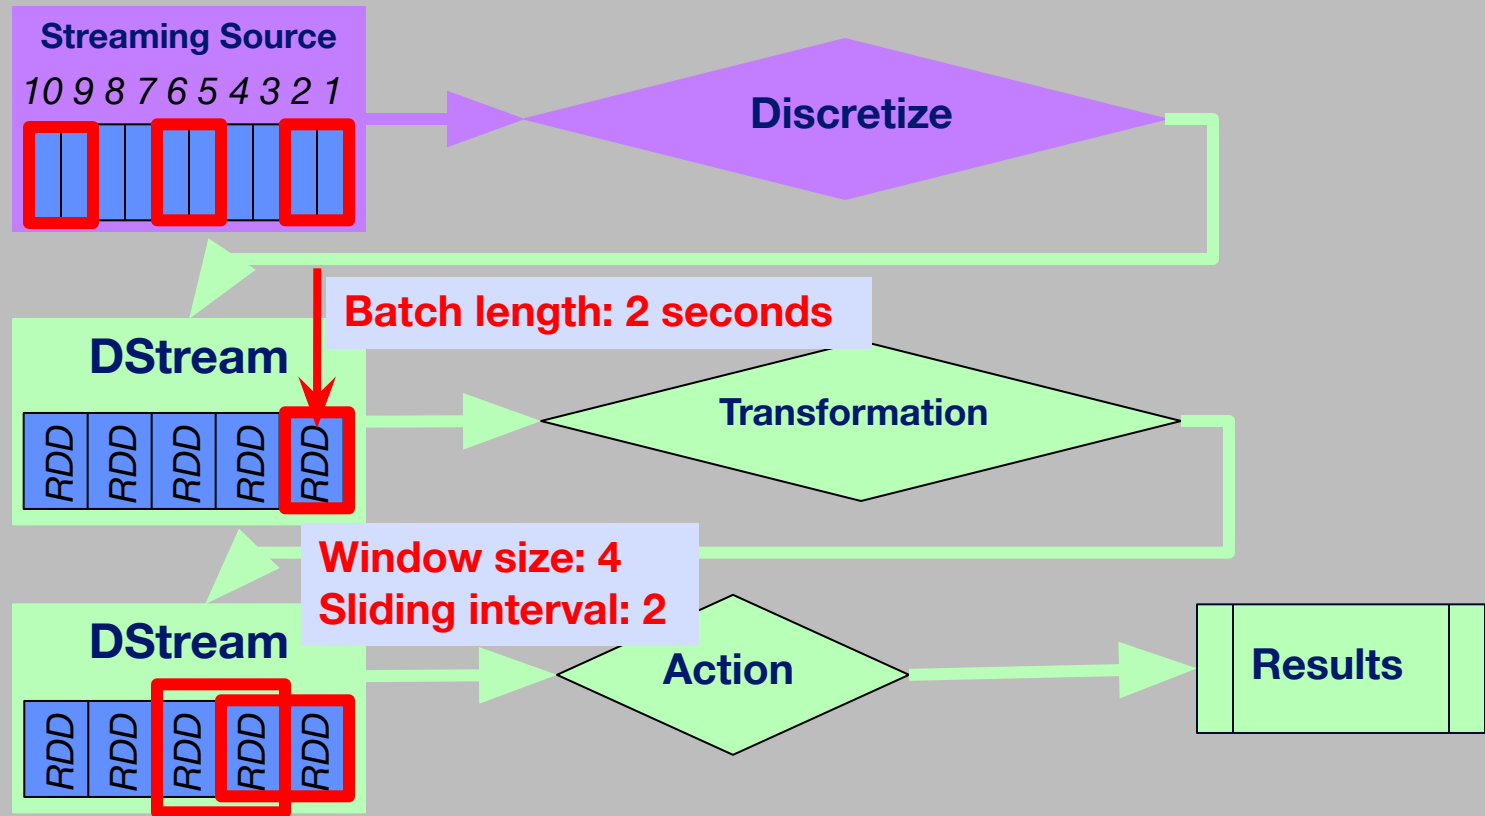 Streaming Source
10 9 8 7 6 5 4 3 2 1
Discretize
Batch length: 2 seconds
DStream
RDD RDD RDD RDD RDD
Transformation
Window size: 4
Sliding interval: 2
DStream
RDD RDD RDD RDD RDD
Action
Results